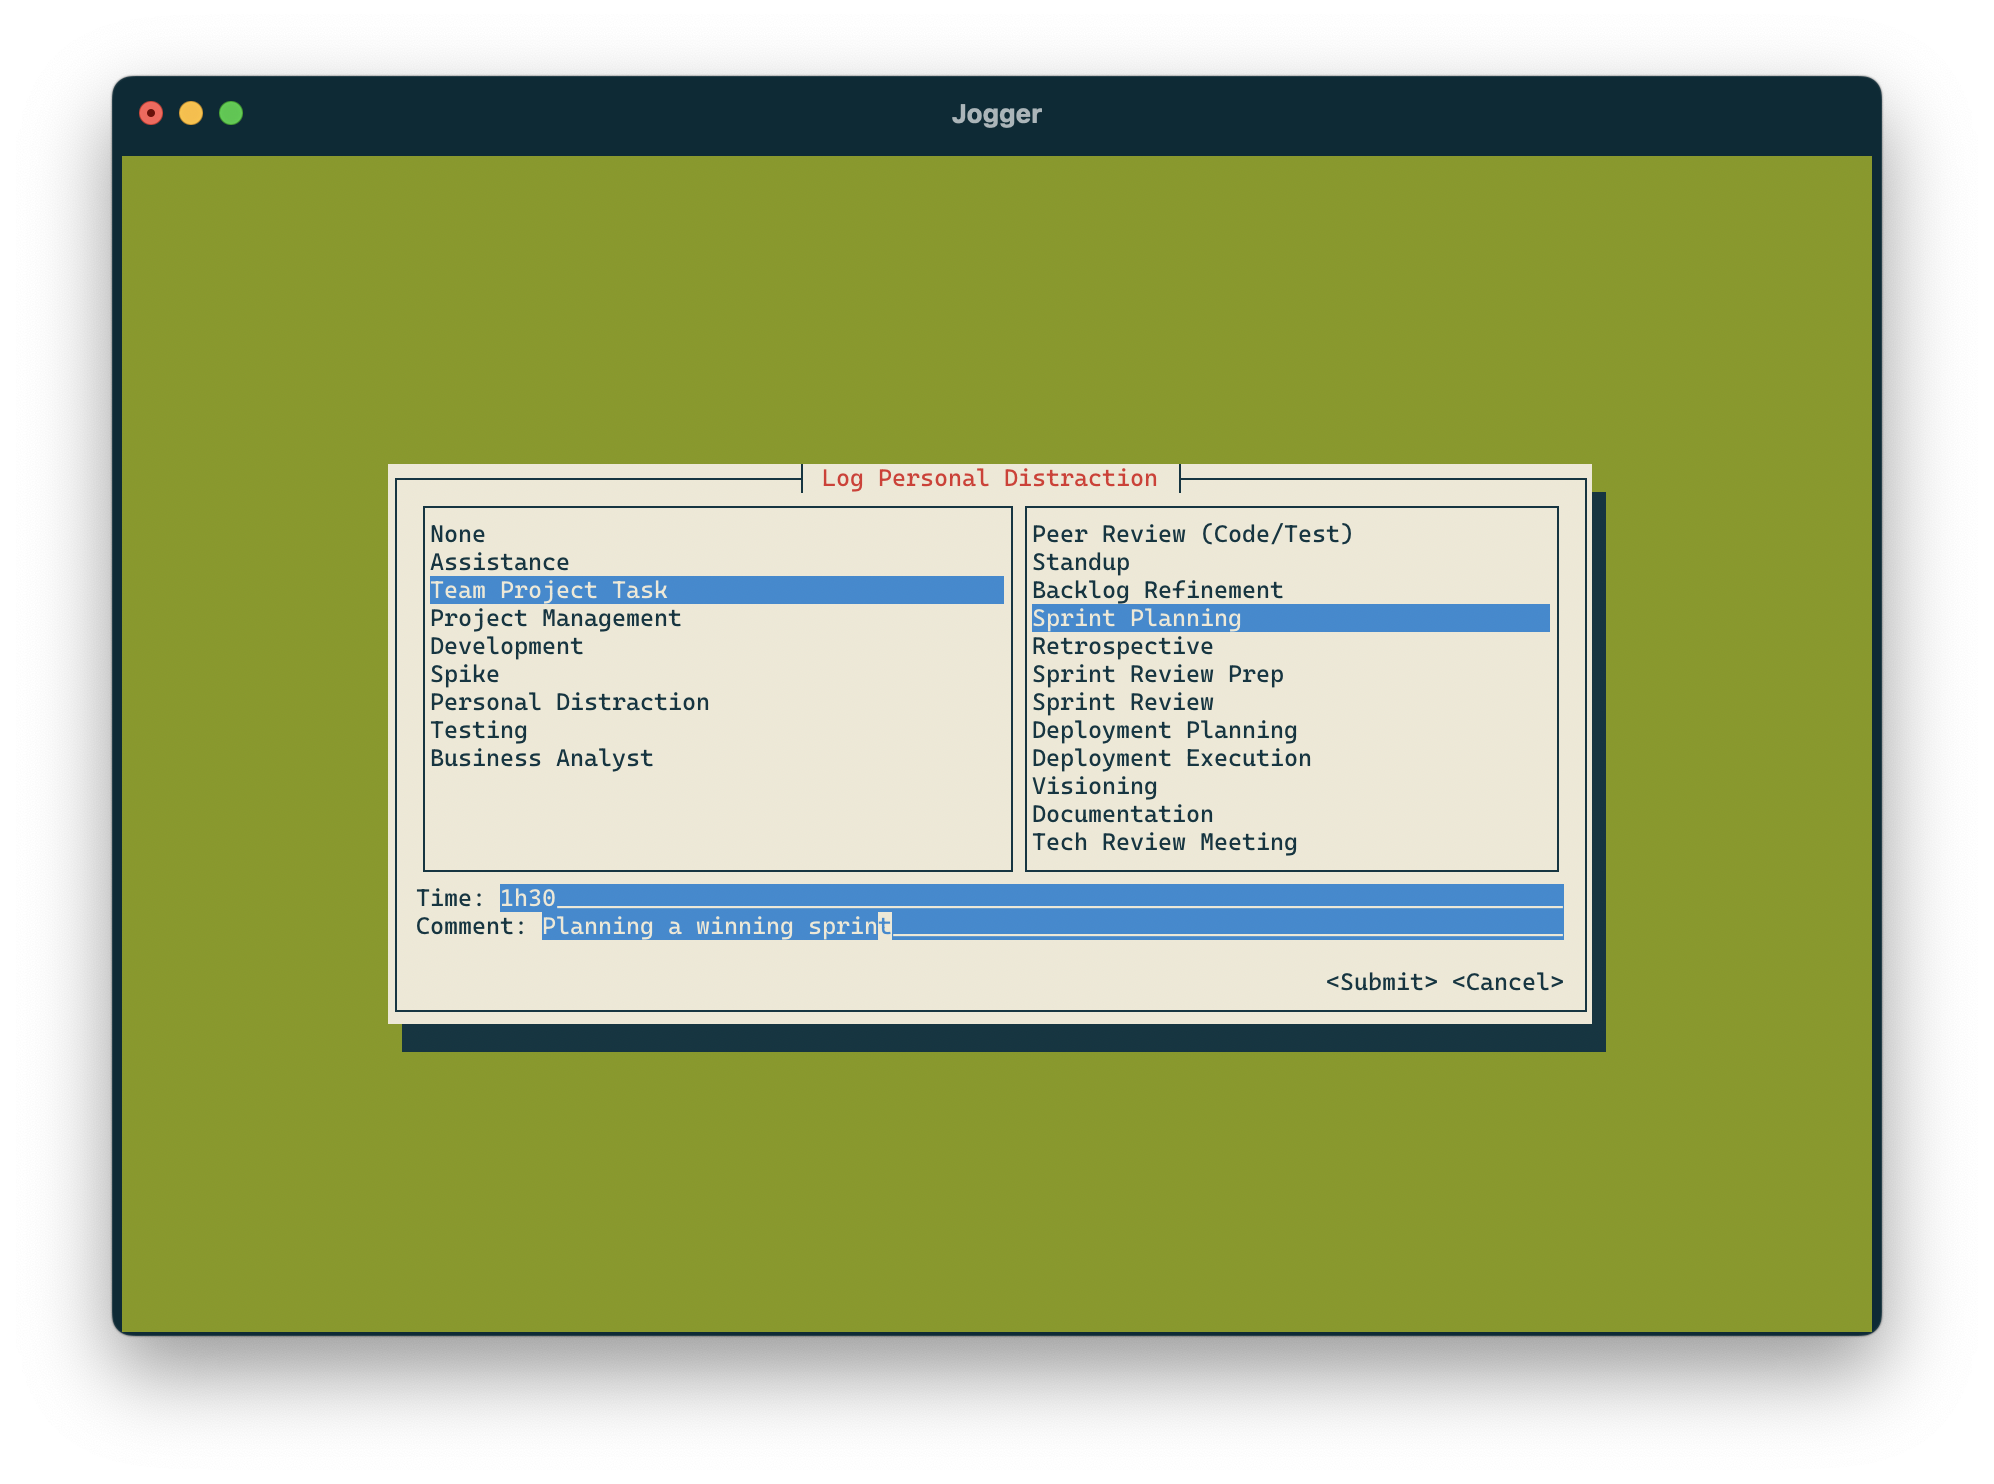 Jogger
Log Personal Distraction
None
Assistance
Team Project Task
Project Management
Development
Spike
Personal Distraction
Testing
Business Analyst
Peer Review (Code/Test)
Standup
Backlog Refinement
Sprint Planning
Retrospective
Sprint Review Prep
Sprint Review
Deployment Planning
Deployment Execution
Visioning
Documentation
Tech Review Meeting
Time: 1h30
Comment: Planning a winning sprint
<Submit> <Cancel>